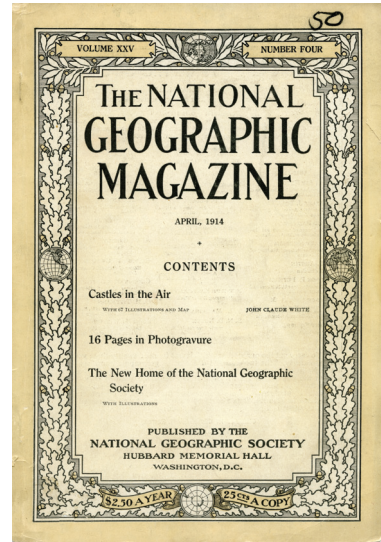 50
VOLUME XXV NUMBER FOUR
THE NATIONAL
GEOGRAPHIC
MAGAZINE
APRIL, 1914
CONTENTS
Castles in the Air
WITH 17 ILLUSTRATIONS AND MAP JOHN CLAUDE WHITE
16 Pages in Photogravure
The New Home of the National Geographic
Society
WITH ILLUSTRATIONS
PUBLISHED BY THE
NATIONAL GEOGRAPHIC SOCIETY
HUBBARD MEMORIAL HALL
WASHINGTON, D.C.
$2.50 A YEAR 25 CTS A COPY